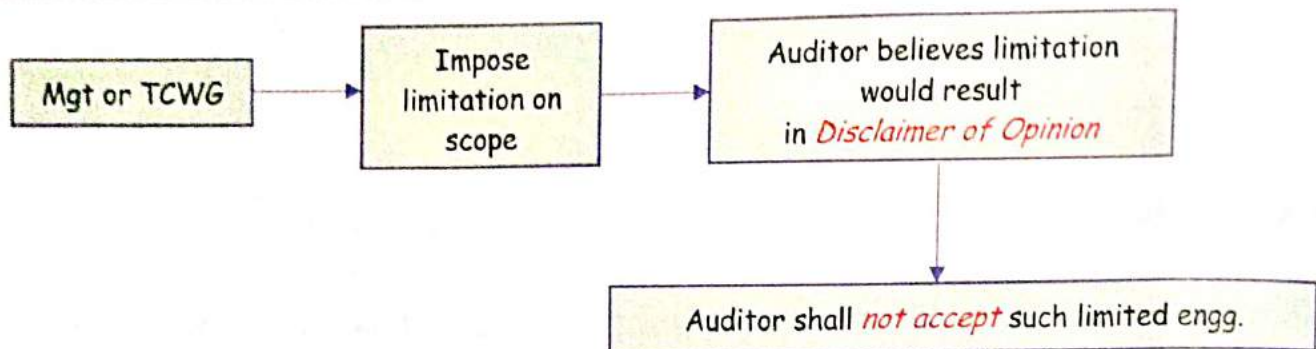 Mgt or TCWG
Impose
limitation on
scope
Auditor believes limitation
would result
in Disclaimer of Opinion
Auditor shall not accept such limited engg.